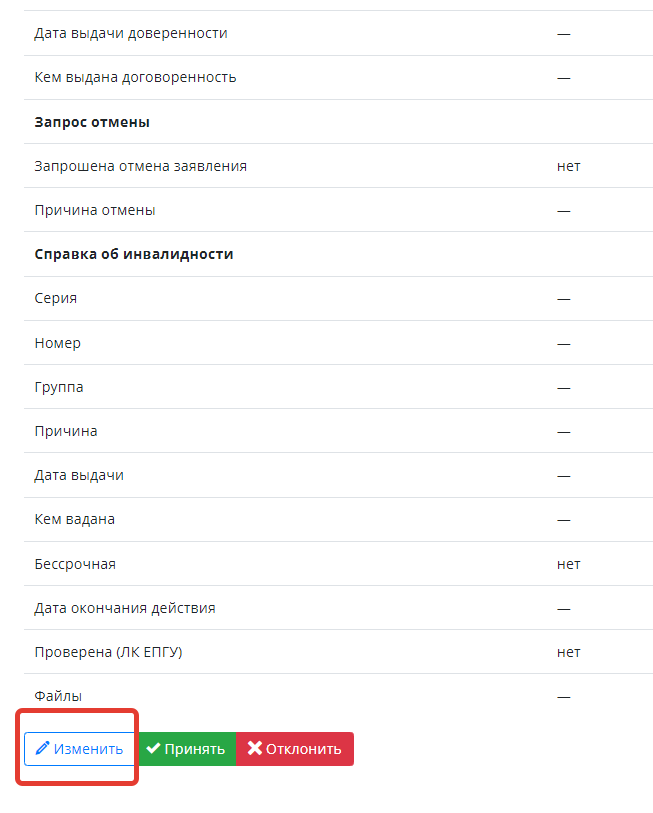 Дата выдачи доверенности —
Кем выдана договоренность —
Запрос отмены
Запрошена отмена заявления нет
Причина отмены —
Справка об инвалидности
Серия —
Номер —
Группа —
Причина —
Дата выдачи —
Кем вадана —
Бессрочная нет
Дата окончания действия —
Проверена (ЛК ЕПГУ) нет
Файлы —
Изменить Принять Отклонить